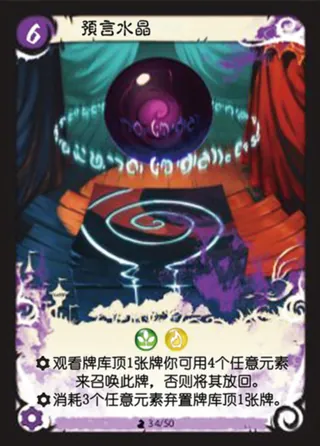 6
預言水晶
观看牌库顶1张牌你可用4个任意元素
来召唤此牌，否则将其放回。
消耗3个任意元素弃置牌库顶1张牌。
34/50